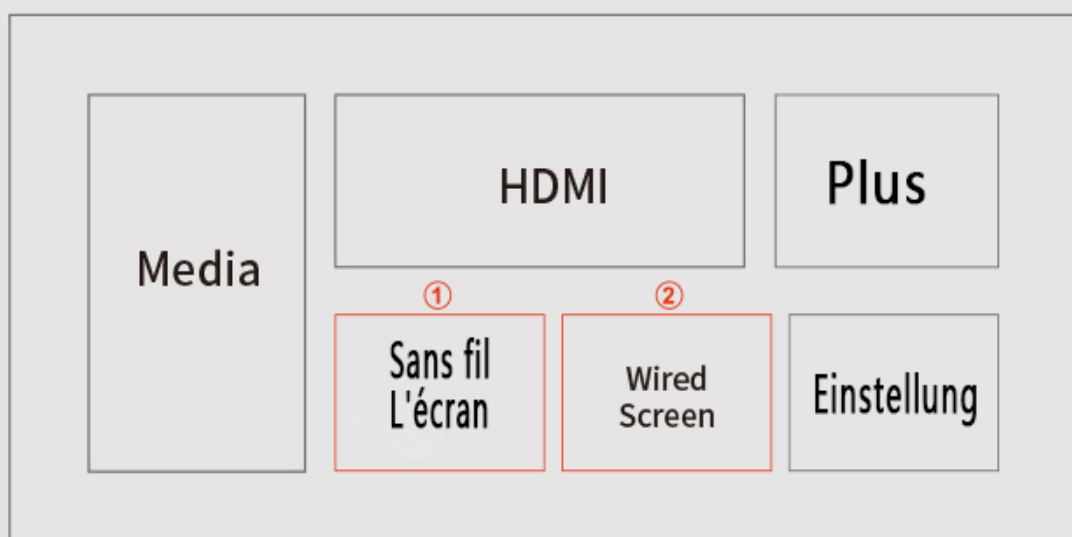 Media
HDMI
Plus
①
②
Sans fil
L'écran
Wired
Screen
Einstellung